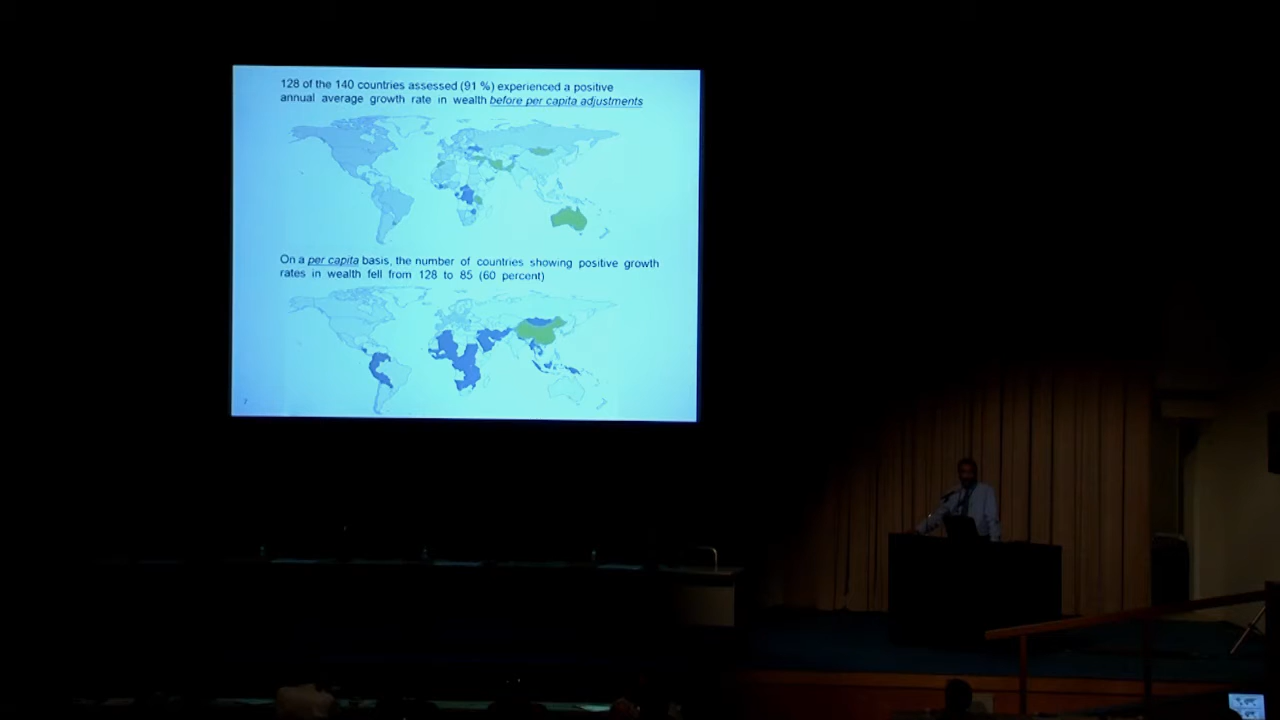 128 of the 140 countries assessed (91 %) experienced a positive
annual average growth rate in wealth before per capita adjustments
On a per capita basis, the number of countries showing positive growth
rates in wealth fell from 128 to 85 (60 percent)
7